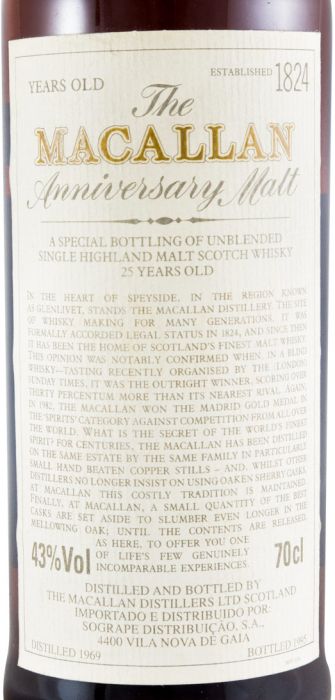 YEARS OLD
ESTABLISHED 1824
The
MACALLAN
Anniversary Malt
A SPECIAL BOTTLING OF UNBLENDED
SINGLE HIGHLAND MALT SCOTCH WHISKY
25 YEARS OLD
IN THE HEART OF SPEYSIDE, IN THE REGION KNOWN
AS GLENLIVET, STANDS THE MACALLAN DISTILLERY. THE SITE
OF WHISKY MAKING FOR MANY GENERATIONS, IT WAS
FORMALLY ACCORDED LEGAL STATUS IN 1824, AND SINCE THEN
IT HAS BEEN THE HOME OF SCOTLAND'S FINEST MALT WHISKY.
THIS OPINION WAS NOTABLY CONFIRMED WHEN, IN A BLIND
WHISKY-TASTING RECENTLY ORGANISED BY THE (LONDON)
SUNDAY TIMES, IT WAS THE OUTRIGHT WINNER, SCORING OVER
THIRTY PERCENTUM MORE THAN ITS NEAREST RIVAL. AGAIN,
IN 1982, THE MACALLAN WON THE MADRID GOLD MEDAL IN
THE 'SPIRITS' CATEGORY AGAINST COMPETITION FROM ALL OVER
THE WORLD. WHAT IS THE SECRET OF THE WORLD'S FINEST
SPIRIT? FOR CENTURIES, THE MACALLAN HAS BEEN DISTILLED
ON THE SAME ESTATE BY THE SAME FAMILY IN PARTICULARLY
SMALL HAND BEATEN COPPER STILLS – AND, WHILST OTHER
DISTILLERS NO LONGER INSIST ON USING OAKEN SHERRY CASKS,
AT MACALLAN THIS COSTLY TRADITION IS MAINTAINED.
FINALLY, AT MACALLAN, A SMALL QUANTITY OF THE BEST
CASKS ARE SET ASIDE TO SLUMBER EVEN LONGER IN THE
MELLOWING OAK; UNTIL THE CONTENTS ARE RELEASED,
AS HERE, TO OFFER YOU ONE
OF LIFE'S FEW GENUINELY
INCOMPARABLE EXPERIENCES.
43%Vol 70cl
DISTILLED AND BOTTLED BY
THE MACALLAN DISTILLERS LTD SCOTLAND
IMPORTADO E DISTRIBUIDO POR:
SOGRAPE DISTRIBUIÇÃO, S.A.,
4400 VILA NOVA DE GAIA
DISTILLED 1969 BOTTLED 1995